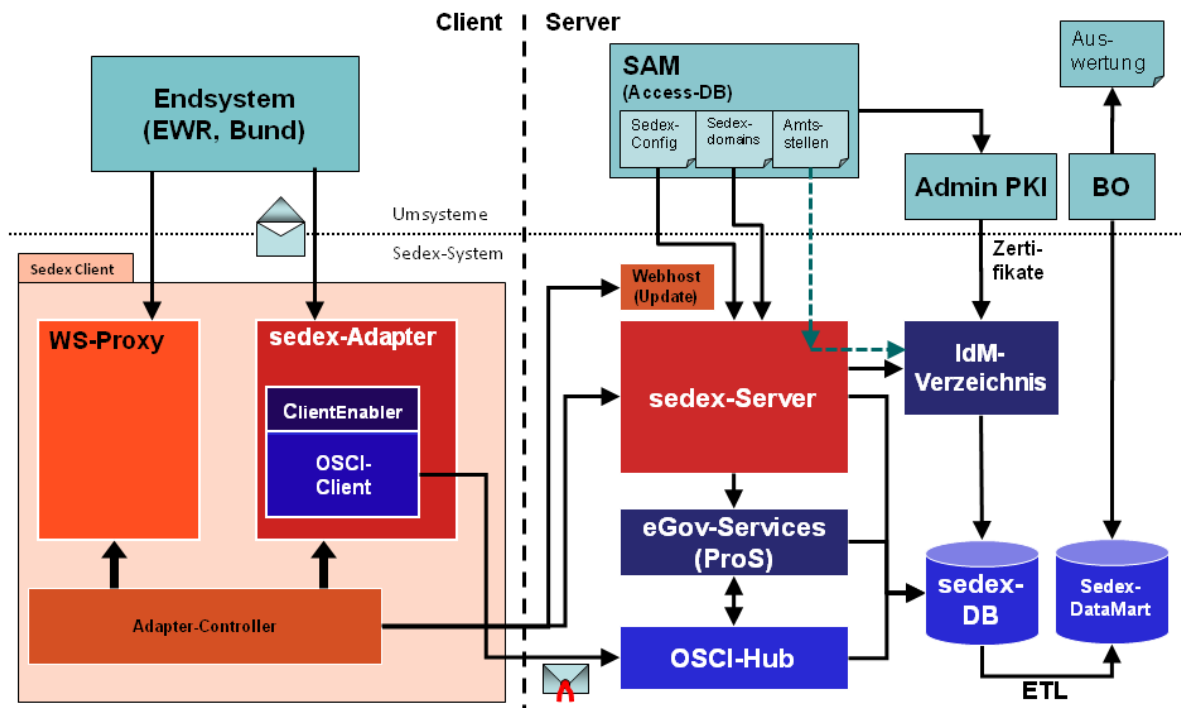 Client
Server
Endsystem
(EWR, Bund)
SAM
(Access-DB)
Sedex-
Config
Sedex-
domains
Amts-
stellen
Aus-
wertung
Admin PKI
BO
Umsysteme
Sedex-System
Zerti-
fikate
Sedex Client
Webhost
(Update)
WS-Proxy
sedex-Adapter
ClientEnabler
OSCI-
Client
sedex-Server
IdM-
Verzeichnis
eGov-Services
(ProS)
sedex-
DB
Sedex-
DataMart
Adapter-Controller
OSCI-Hub
ETL